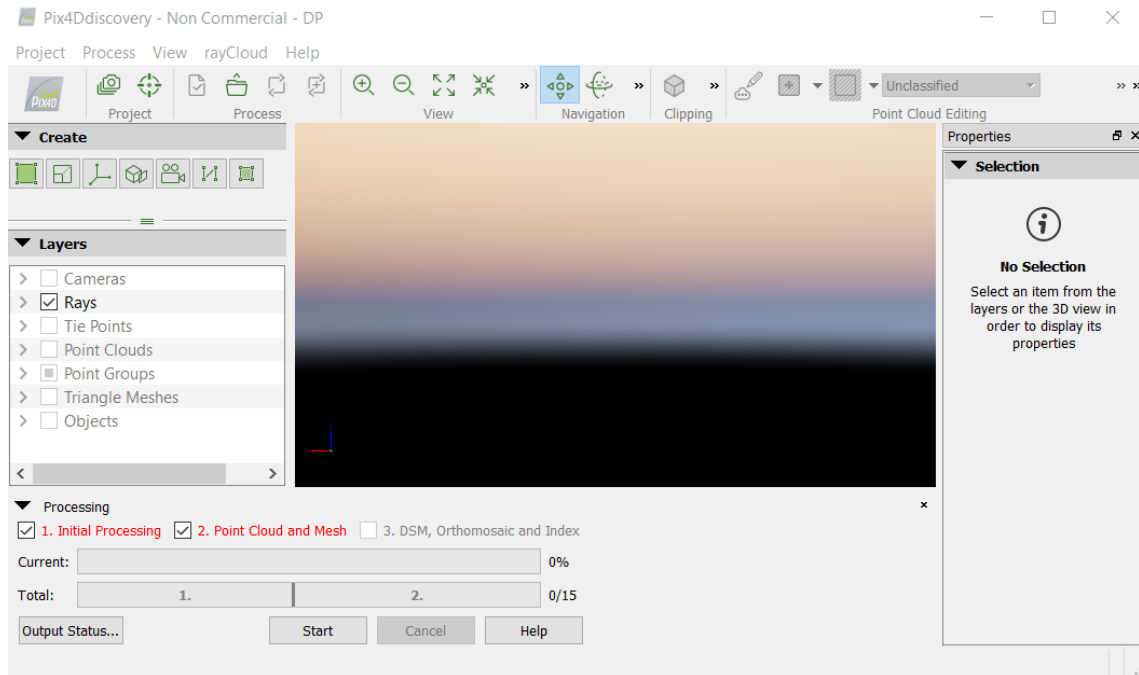 Pix4Ddiscovery - Non Commercial - DP
Project Process View rayCloud Help
PIX4D
Project Process View Navigation Clipping Point Cloud Editing
Unclassified
Create
Layers
Cameras
Rays
Tie Points
Point Clouds
Point Groups
Triangle Meshes
Objects
Properties
Selection
No Selection
Select an item from the
layers or the 3D view in
order to display its
properties
Processing
1. Initial Processing 2. Point Cloud and Mesh 3. DSM, Orthomosaic and Index
Current: 0%
Total: 1. 2. 0/15
Output Status... Start Cancel Help